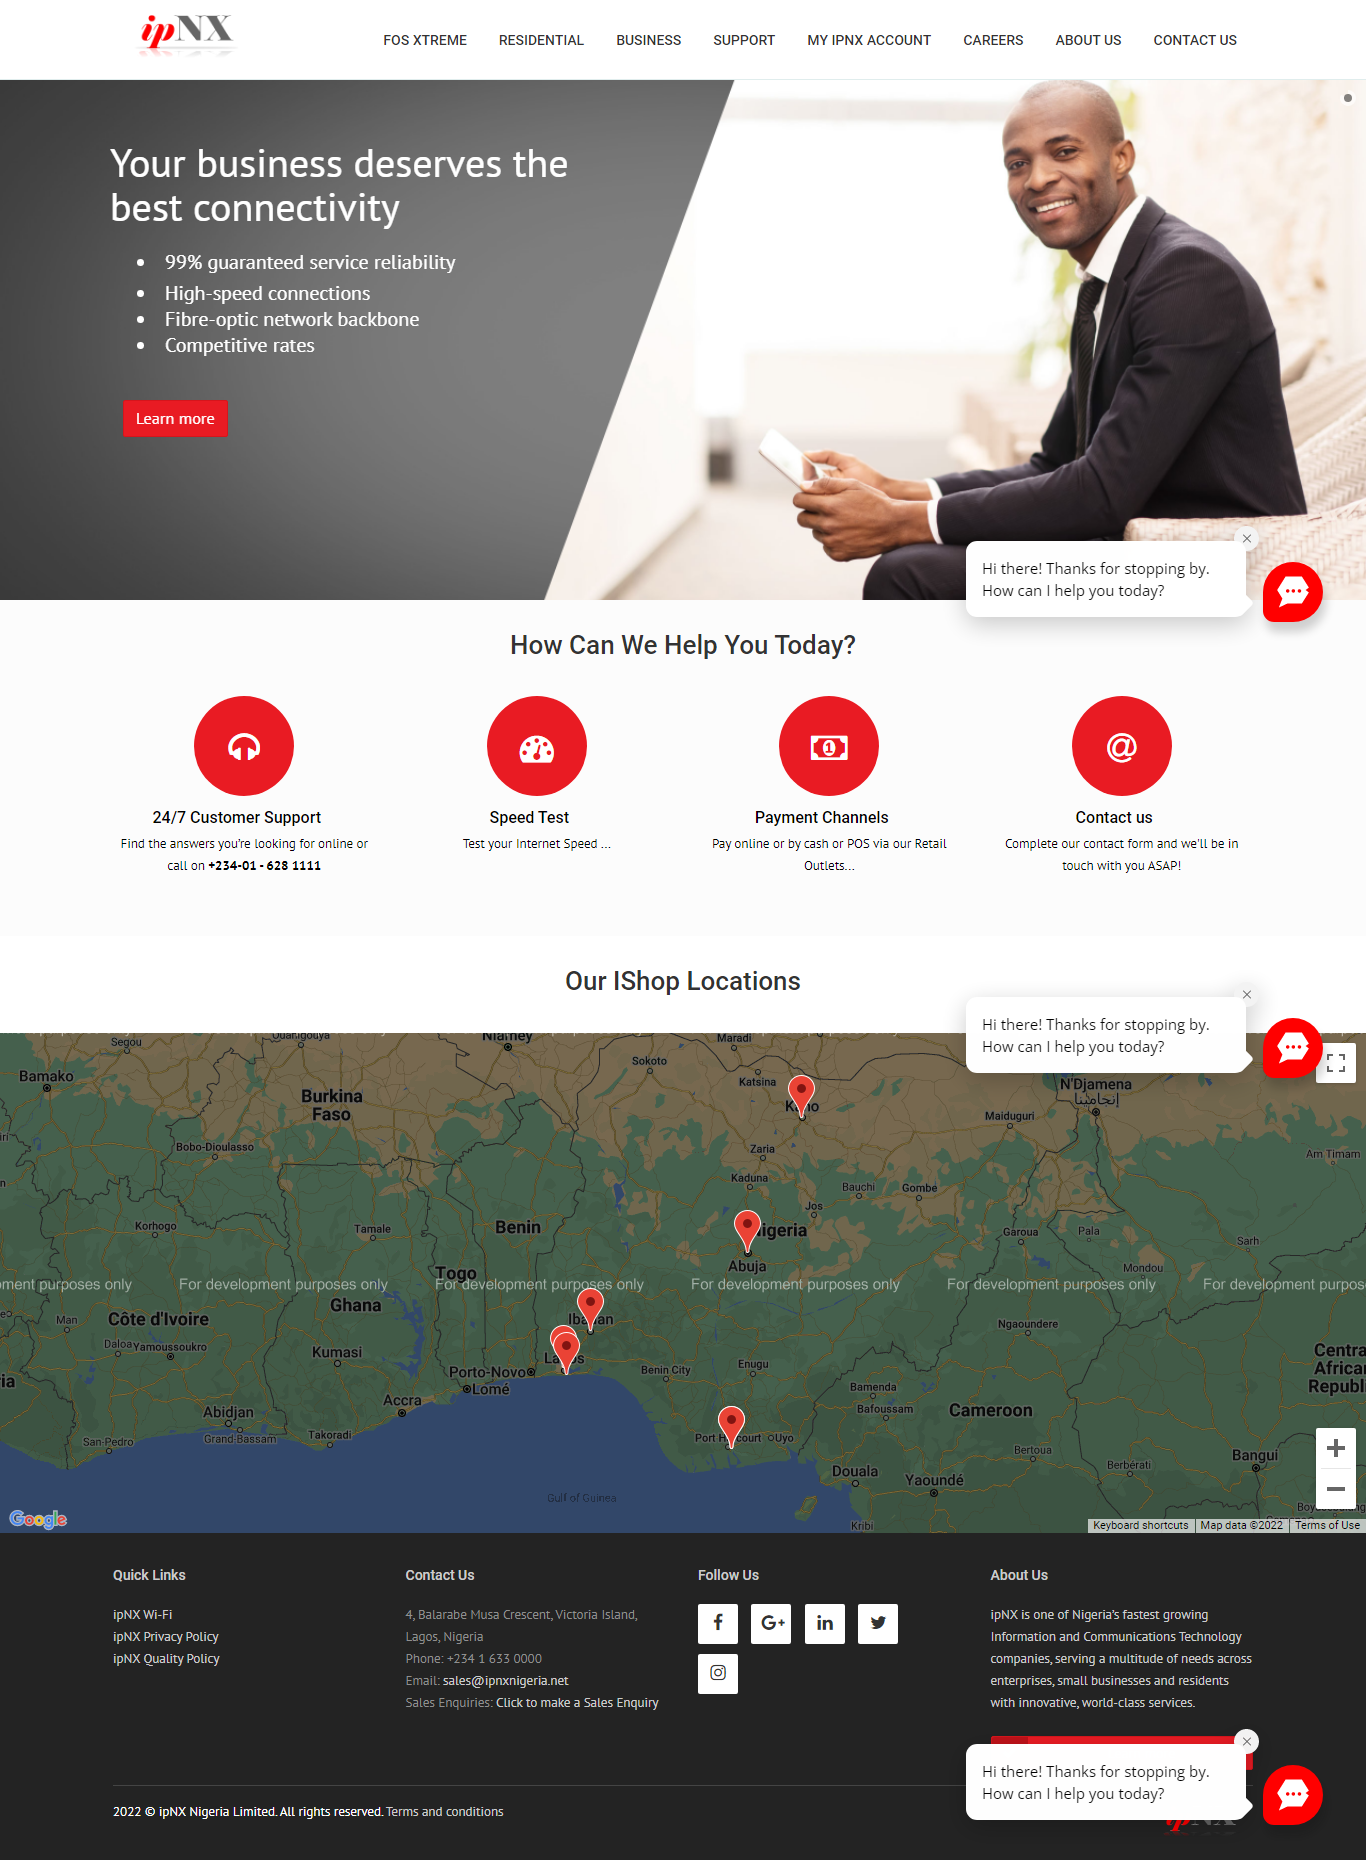 ipNX
FOS XTREME
RESIDENTIAL
BUSINESS
SUPPORT
MY IPNX ACCOUNT
CAREERS
ABOUT US
CONTACT US
Your business deserves the
best connectivity
99% guaranteed service reliability
High-speed connections
Fibre-optic network backbone
Competitive rates
Learn more
Hi there! Thanks for stopping by.
How can I help you today?
How Can We Help You Today?
24/7 Customer Support
Find the answers you're looking for online or
call on +234-01 - 628 1111
Speed Test
Test your Internet Speed ...
Payment Channels
Pay online or by cash or POS via our Retail
Outlets...
Contact us
Complete our contact form and we'll be in
touch with you ASAP!
Our IShop Locations
Hi there! Thanks for stopping by.
How can I help you today?
Segou
Ouahigouya
Niamey
Sokoto
Maradi
Katsina
Bamako
Burkina
Faso
N'Djamena
إنجامينا
Maiduguri
Bobo-Dioulasso
Zaria
Am Timam
Kaduna
Bauchi
Gombe
Jos
Korhogo
Tamale
Benin
Nigeria
Garoua
Pala
Sarh
Abuja
Mondou
Togo
ment purposes only
For development purposes only
For development purposes only
For development purposes only
For development purposes only
For development purpos
Ghana
Man
Côte d'Ivoire
Ibadan
Ngaoundere
Daloa
Yamoussoukro
Kumasi
Lagos
Porto-Novo
Lomé
Benin City
Enugu
Centra
African
Republi
Accra
Bamenda
Bafoussam
Cameroon
Abidjan
Grand-Bassam
Takoradi
San-Pedro
Port Harcourt
Uyo
Bertoua
Berbérati
Bangui
Douala
Yaoundé
Gulf of Guinea
Kribi
Google
Keyboard shortcuts
Map data ©2022
Terms of Use
Quick Links
ipNX Wi-Fi
ipNX Privacy Policy
ipNX Quality Policy
Contact Us
4, Balarabe Musa Crescent, Victoria Island,
Lagos, Nigeria
Phone: +234 1 633 0000
Email: sales@ipnxnigeria.net
Sales Enquiries: Click to make a Sales Enquiry
Follow Us
About Us
ipNX is one of Nigeria's fastest growing
Information and Communications Technology
companies, serving a multitude of needs across
enterprises, small businesses and residents
with innovative, world-class services.
Hi there! Thanks for stopping by.
How can I help you today?
2022 © ipNX Nigeria Limited. All rights reserved. Terms and conditions
ipNX